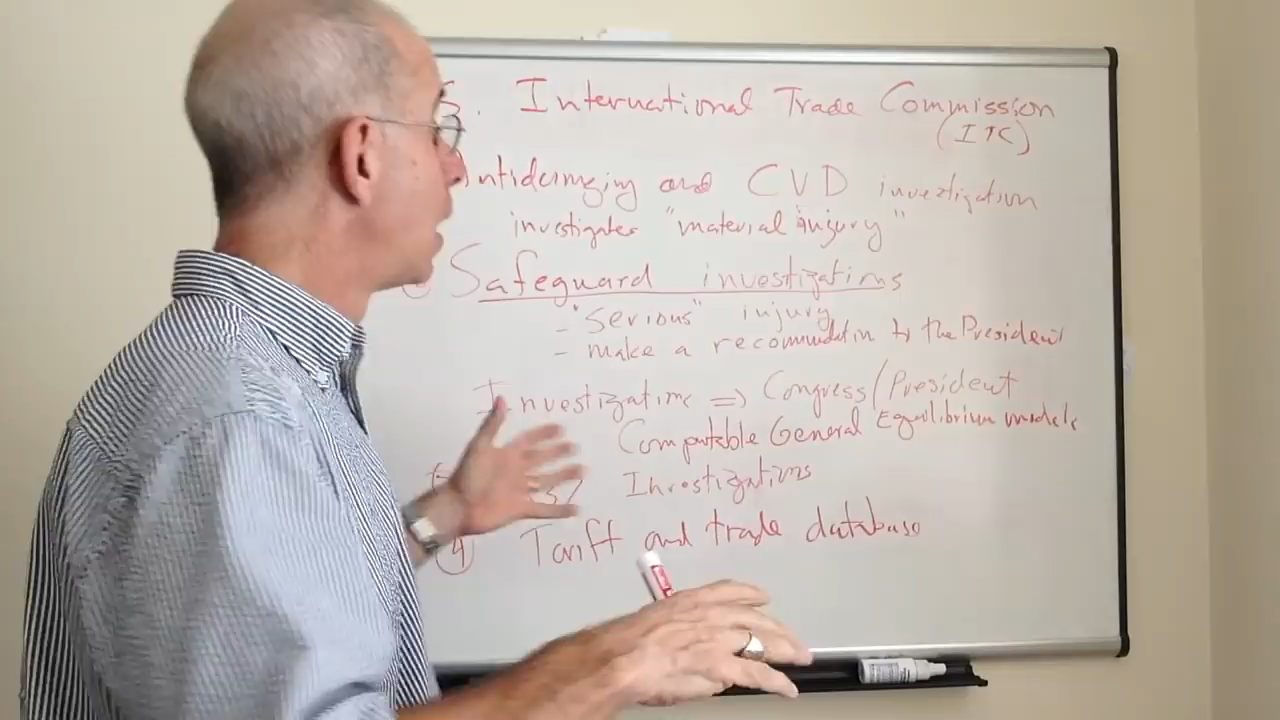 S. International Trade Commission
(ITC)
Antidumping and CVD investigation
investigates "material injury"
Safeguard investigations
- "serious" injury
- make a recommendation to the President
Investigations => Congress/President
Computable General Equilibrium models
Investigations
4 Tariff and trade database